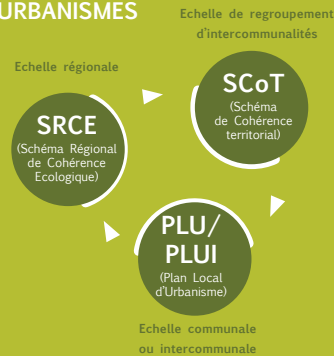 URBANISMES
Echelle de regroupement
d'intercommunalités
Echelle régionale
SCoT
(Schéma
de Cohérence
territorial)
SRCE
(Schéma Régional
de Cohérence
Ecologique)
PLU/
PLUI
(Plan Local
d'Urbanisme)
Echelle communale
ou intercommunale